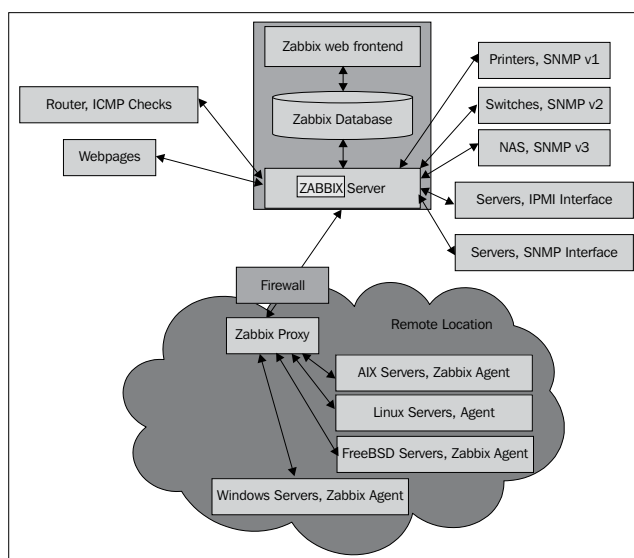 Zabbix web frontend
Printers, SNMP v1
Router, ICMP Checks
Zabbix Database
Switches, SNMP v2
Webpages
NAS, SNMP v3
ZABBIX Server
Servers, IPMI Interface
Servers, SNMP Interface
Firewall
Zabbix Proxy
Remote Location
AIX Servers, Zabbix Agent
Linux Servers, Agent
FreeBSD Servers, Zabbix Agent
Windows Servers, Zabbix Agent